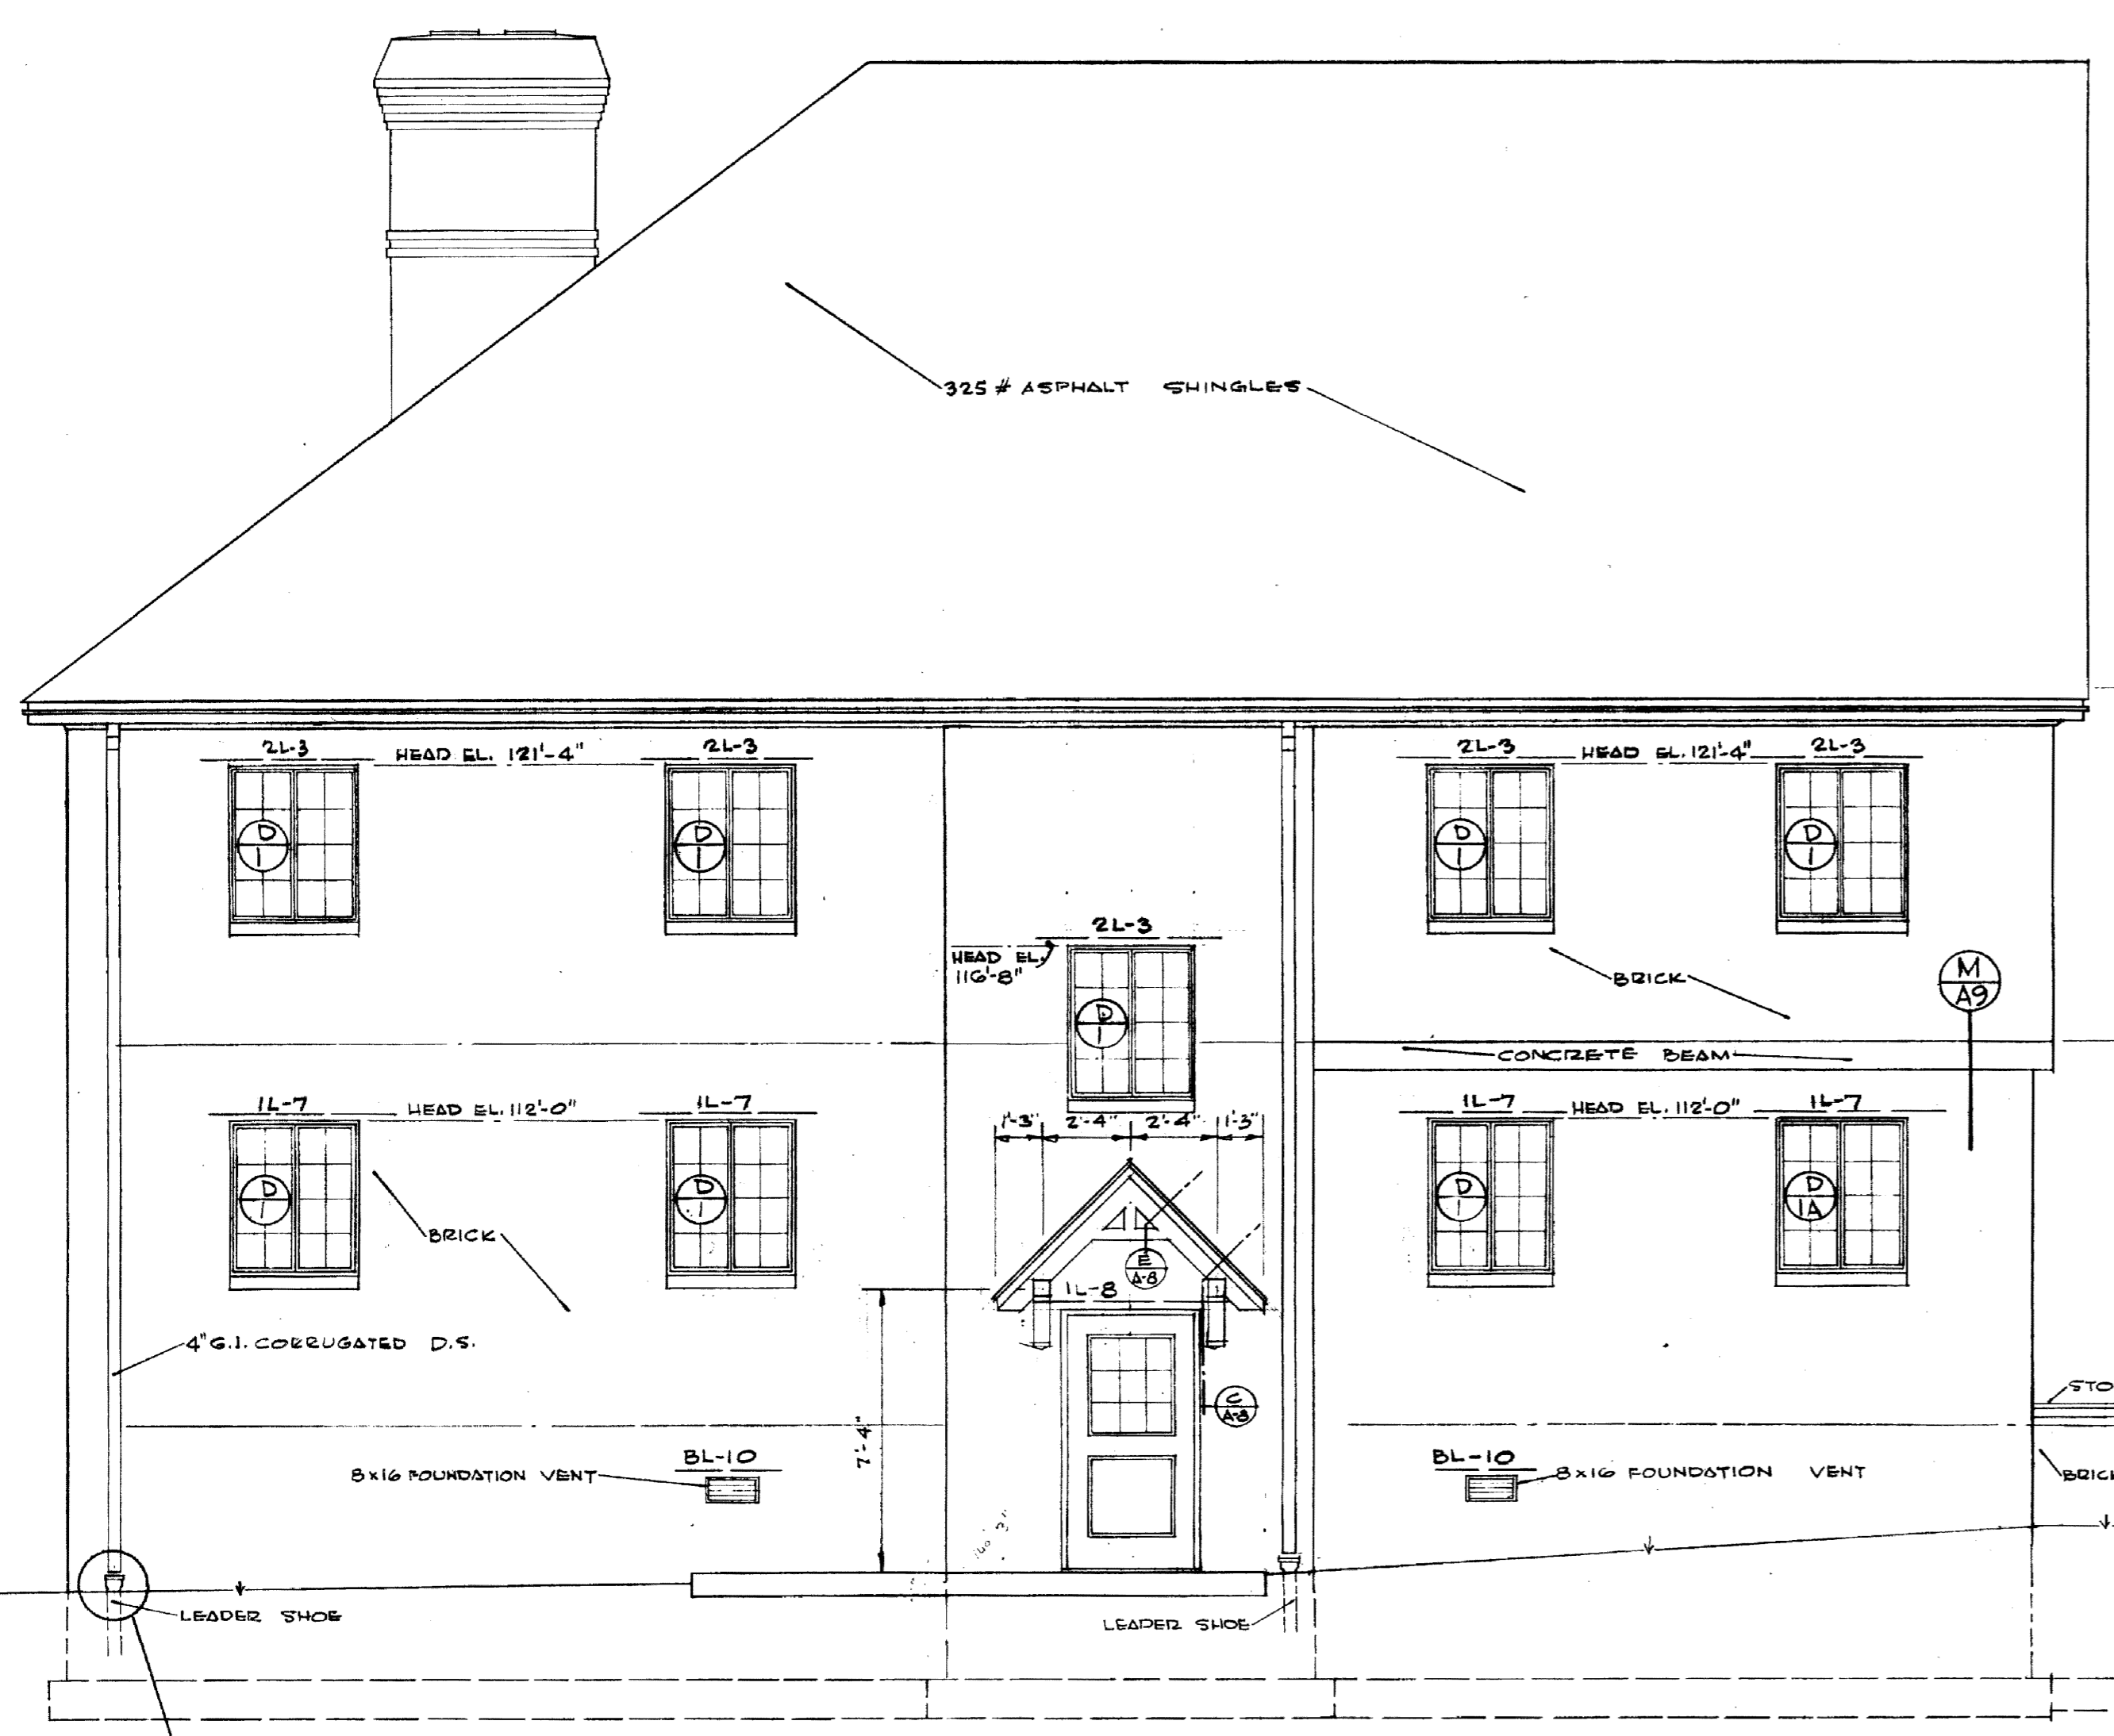 325 # ASPHALT SHINGLES
2L-3 HEAD EL. 121'-4" 2L-3
2L-3 HEAD EL. 121'-4" 2L-3
D
1
D
1
D
1
D
1
2L-3
HEAD EL.
116'-8"
D
1
BRICK
M
A9
CONCRETE BEAM
1L-7 HEAD EL. 112'-0" 1L-7
1L-7 HEAD EL. 112'-0" 1L-7
1'-3" 2'-4" 2'-4" 1'-3"
D
1
D
1
D
1
D
1A
BRICK
E
A-8
1L-8
4" G.I. CORRUGATED D.S.
C
A-8
STO
7'-4"
BL-10
8x16 FOUNDATION VENT
BL-10
8x16 FOUNDATION VENT
BRICK
LEADER SHOE
LEADER SHOE